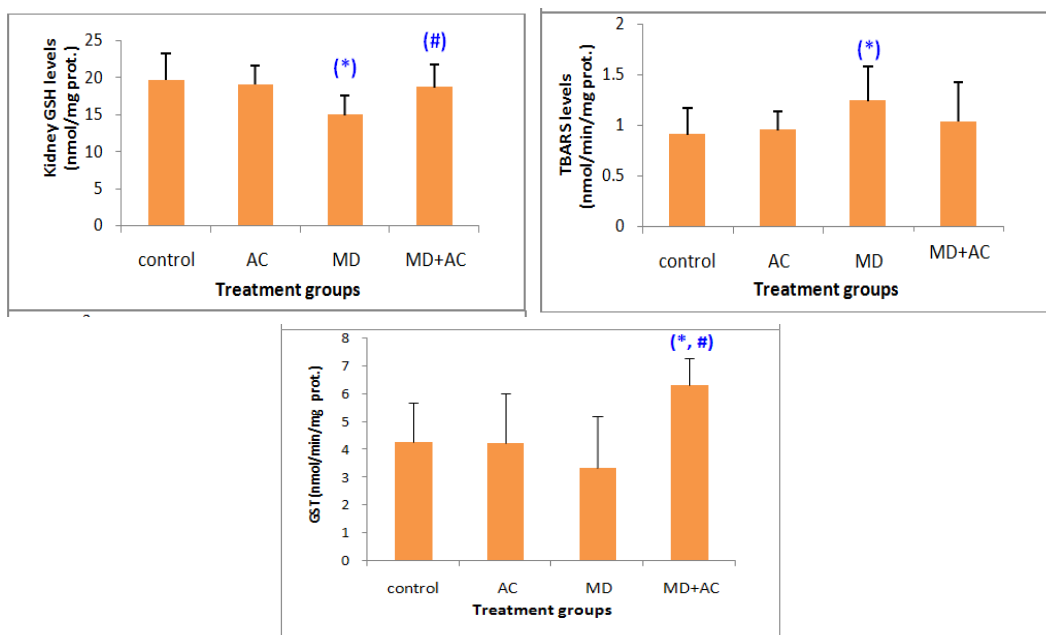 Kidney GSH levels
(nmol/mg prot.)
25
20
15
10
5
0
(*)
(#)
control AC MD MD+AC
Treatment groups
TBARS levels
(nmol/min/mg prot.)
2
1.5
1
0.5
0
(*)
control AC MD MD+AC
Treatment groups
GST (nmol/min/mg prot.)
8
7
6
5
4
3
2
1
0
(*, #)
control AC MD MD+AC
Treatment groups